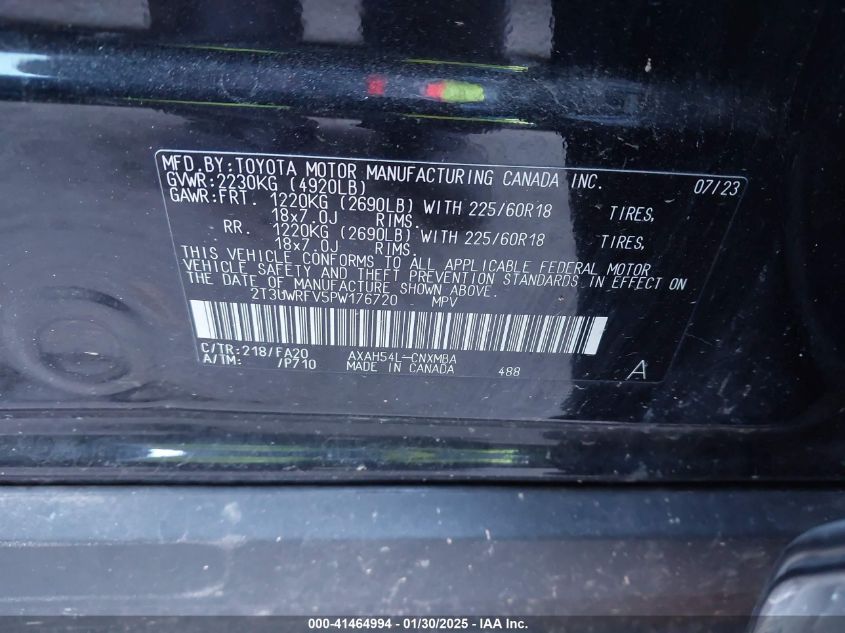 MFD.BY:TOYOTA MOTOR MANUFACTURING CANADA INC. 07/23
GVWR:2230KG (4920LB)
GAWR:FRT. 1220KG (2690LB) WITH 225/60R18 TIRES,
18x7.0J RIMS.
RR. 1220KG (2690LB) WITH 225/60R18 TIRES,
18x7.0J RIMS.
THIS VEHICLE CONFORMS TO ALL APPLICABLE FEDERAL MOTOR
VEHICLE SAFETY AND THEFT PREVENTION STANDARDS IN EFFECT ON
THE DATE OF MANUFACTURE SHOWN ABOVE.
2T3UWRFV5PW176720 MPV
C/TR:218/FA20 AXAH54L-CNXMBA
A/TM: /P710 MADE IN CANADA 488 A
000-41464994 - 01/30/2025 - IAA Inc.